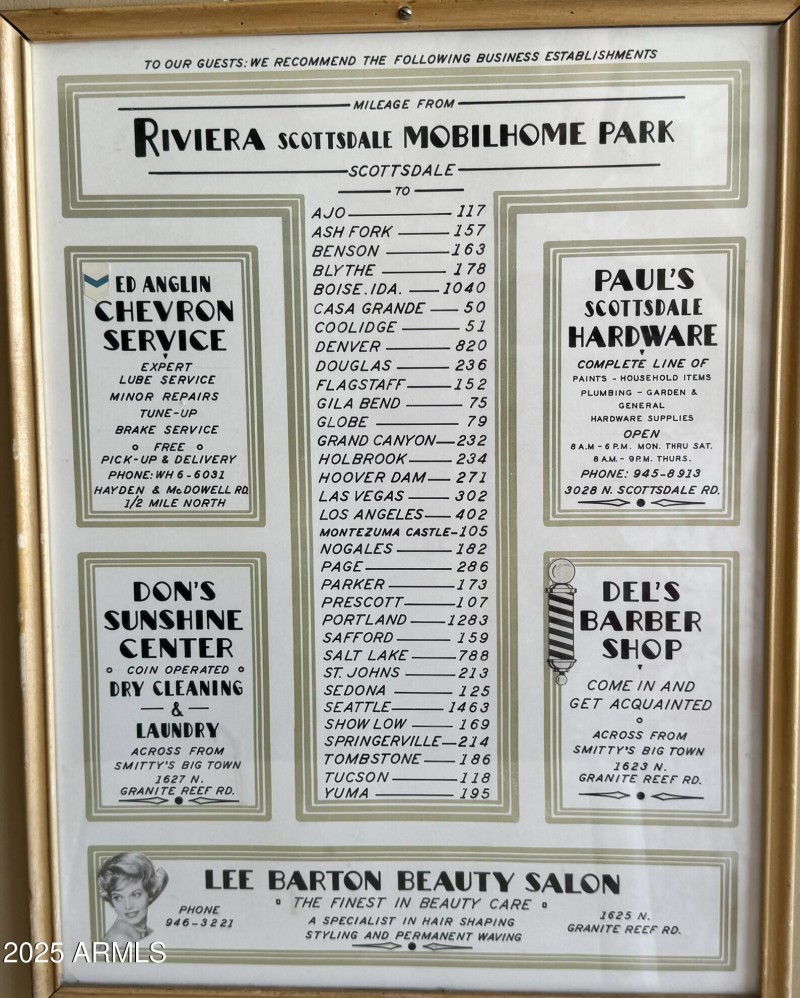 TO OUR GUESTS: WE RECOMMEND THE FOLLOWING BUSINESS ESTABLISHMENTS
MILEAGE FROM
RIVIERA SCOTTSDALE MOBILHOME PARK
SCOTTSDALE
TO
AJO 117
ASH FORK 157
BENSON 163
BLYTHE 178
BOISE.IDA. 1040
CASA GRANDE 50
COOLIDGE 51
DENVER 820
DOUGLAS 236
FLAGSTAFF 152
GILA BEND 75
GLOBE 79
GRAND CANYON 232
HOLBROOK 234
HOOVER DAM 271
LAS VEGAS 302
LOS ANGELES 402
MONTEZUMA CASTLE 105
NOGALES 182
PAGE 286
PARKER 173
PRESCOTT 107
PORTLAND 1283
SAFFORD 159
SALT LAKE 788
ST. JOHNS 213
SEDONA 125
SEATTLE 1463
SHOW LOW 169
SPRINGERVILLE 214
TOMBSTONE 186
TUCSON 118
YUMA 195
ED ANGLIN
CHEVRON
SERVICE
EXPERT
LUBE SERVICE
MINOR REPAIRS
TUNE-UP
BRAKE SERVICE
FREE
PICK-UP & DELIVERY
PHONE: WH 6-6031
HAYDEN & McDOWELL RD.
1/2 MILE NORTH
DON'S
SUNSHINE
CENTER
COIN OPERATED
DRY CLEANING
&
LAUNDRY
ACROSS FROM
SMITTY'S BIG TOWN
1627 N.
GRANITE REEF RD.
PAUL'S
SCOTTSDALE
HARDWARE
COMPLETE LINE OF
PAINTS - HOUSEHOLD ITEMS
PLUMBING - GARDEN &
GENERAL
HARDWARE SUPPLIES
OPEN
8 A.M - 6 P.M. MON. THRU SAT.
8 A.M. - 9 P.M. THURS.
PHONE: 945-8913
3028 N. SCOTTSDALE RD.
DEL'S
BARBER
SHOP
COME IN AND
GET ACQUAINTED
ACROSS FROM
SMITTY'S BIG TOWN
1623 N.
GRANITE REEF RD.
LEE BARTON BEAUTY SALON
THE FINEST IN BEAUTY CARE
PHONE
946-3221
A SPECIALIST IN HAIR SHAPING
STYLING AND PERMANENT WAVING
1625 N.
GRANITE REEF RD.
2025 ARMLS